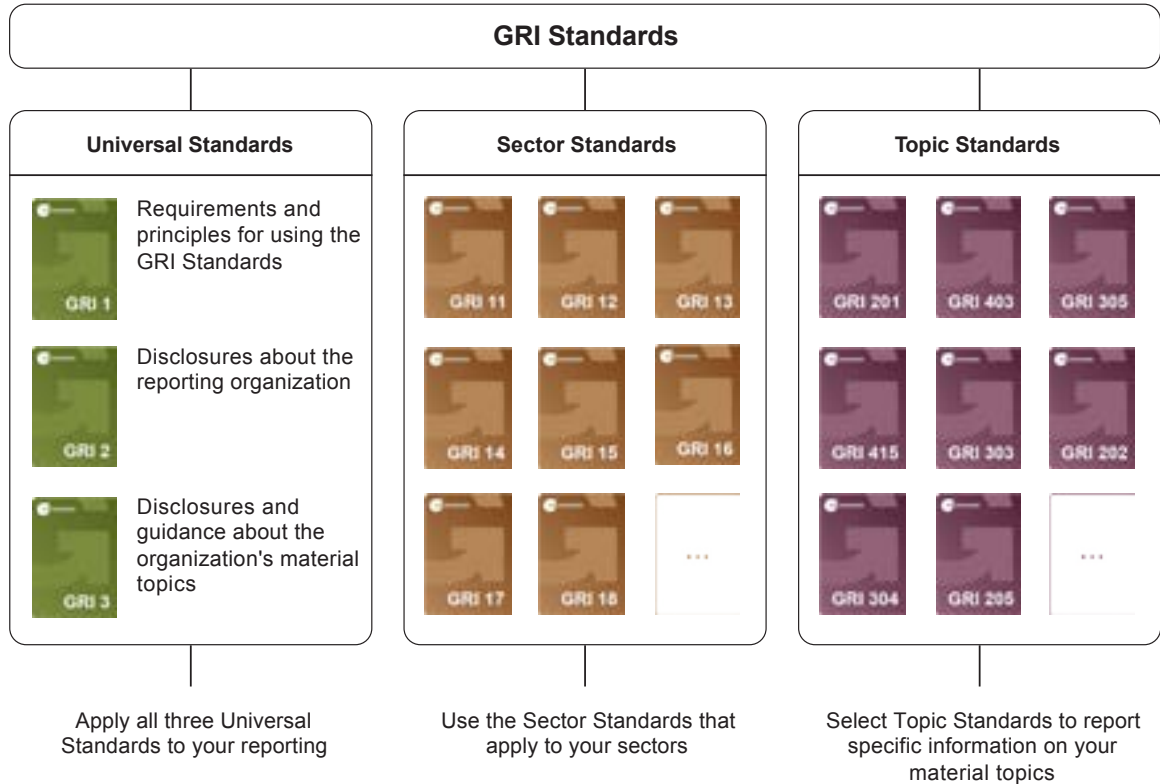 GRI Standards
Universal Standards
GRI 1
Requirements and
principles for using the
GRI Standards
GRI 2
Disclosures about the
reporting organization
GRI 3
Disclosures and
guidance about the
organization's material
topics
Apply all three Universal
Standards to your reporting
Sector Standards
GRI 11
GRI 12
GRI 13
GRI 14
GRI 15
GRI 16
GRI 17
GRI 18
...
Use the Sector Standards that
apply to your sectors
Topic Standards
GRI 201
GRI 403
GRI 305
GRI 415
GRI 303
GRI 202
GRI 304
GRI 205
...
Select Topic Standards to report
specific information on your
material topics